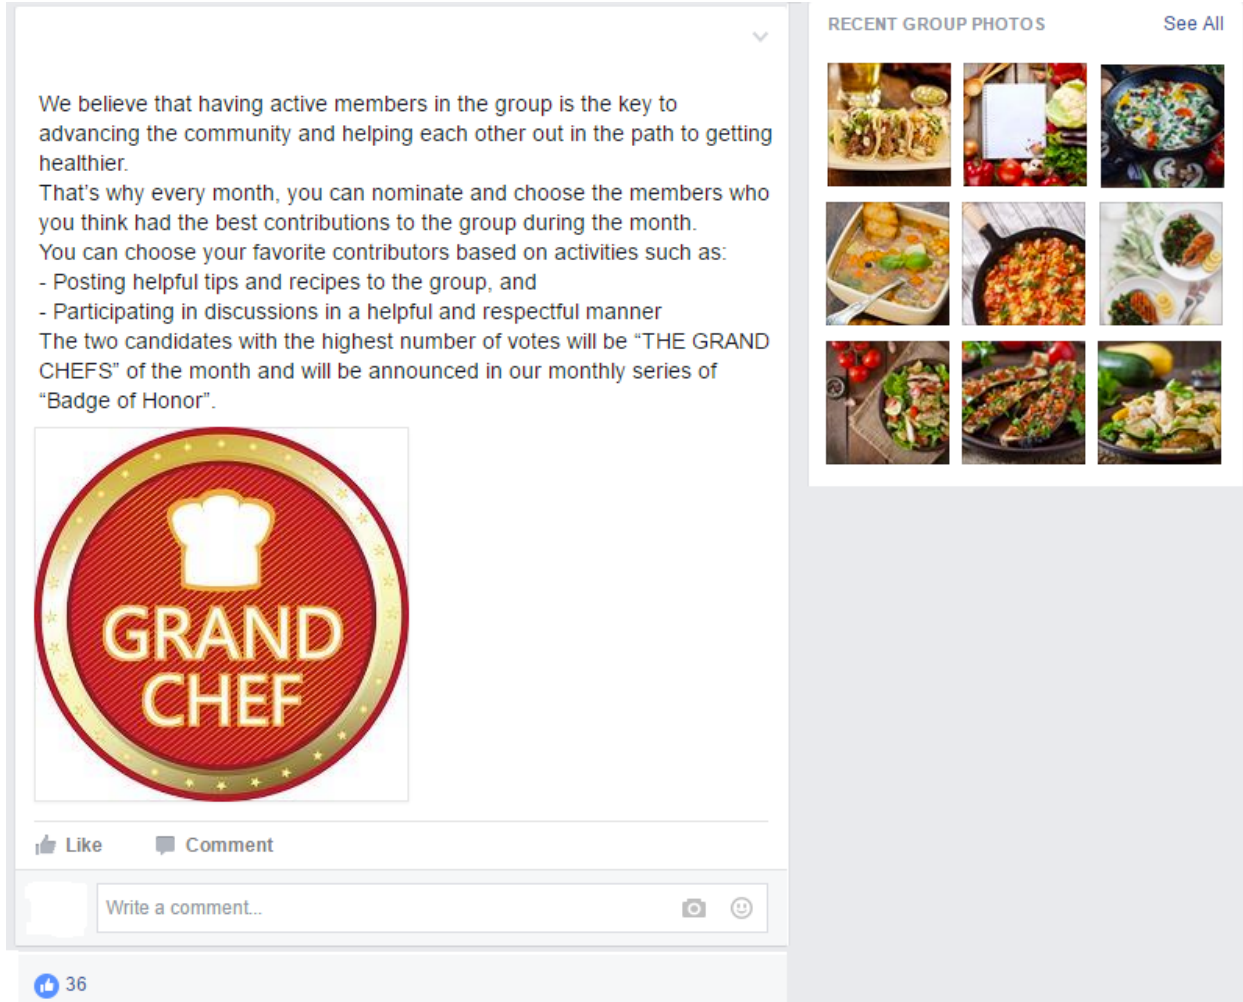 We believe that having active members in the group is the key to
advancing the community and helping each other out in the path to getting
healthier.
That's why every month, you can nominate and choose the members who
you think had the best contributions to the group during the month.
You can choose your favorite contributors based on activities such as:
- Posting helpful tips and recipes to the group, and
- Participating in discussions in a helpful and respectful manner
The two candidates with the highest number of votes will be “THE GRAND
CHEFS” of the month and will be announced in our monthly series of
“Badge of Honor”.
GRAND
CHEF
Like
Comment
Write a comment...
36
RECENT GROUP PHOTOS
See All